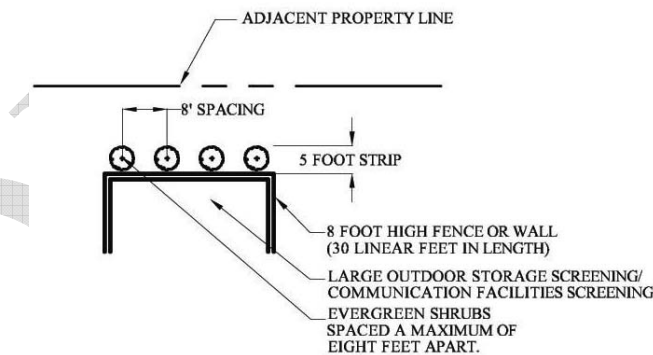 ADJACENT PROPERTY LINE
8' SPACING
5 FOOT STRIP
8 FOOT HIGH FENCE OR WALL
(30 LINEAR FEET IN LENGTH)
LARGE OUTDOOR STORAGE SCREENING/
COMMUNICATION FACILITIES SCREENING
EVERGREEN SHRUBS
SPACED A MAXIMUM OF
EIGHT FEET APART.